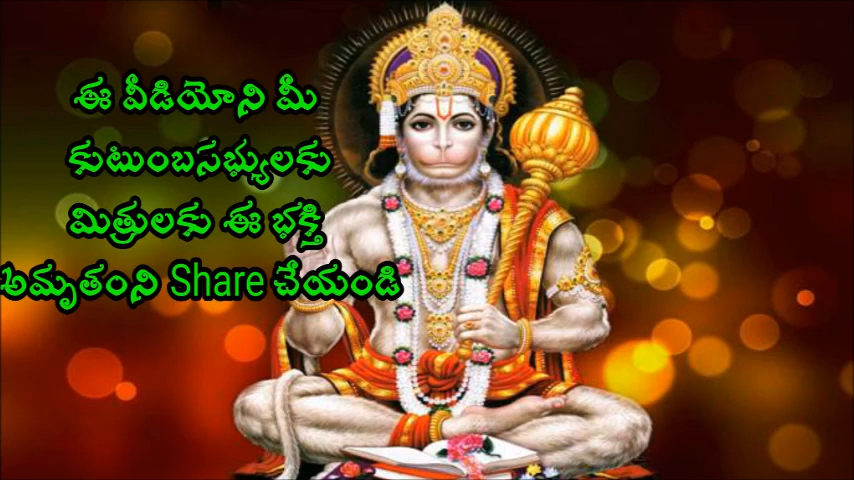 ఈ వీడియోని మీ
కుటుంబసభ్యులకు
మిత్రులకు ఈ భక్తి
అమృతంని Share చేయండి